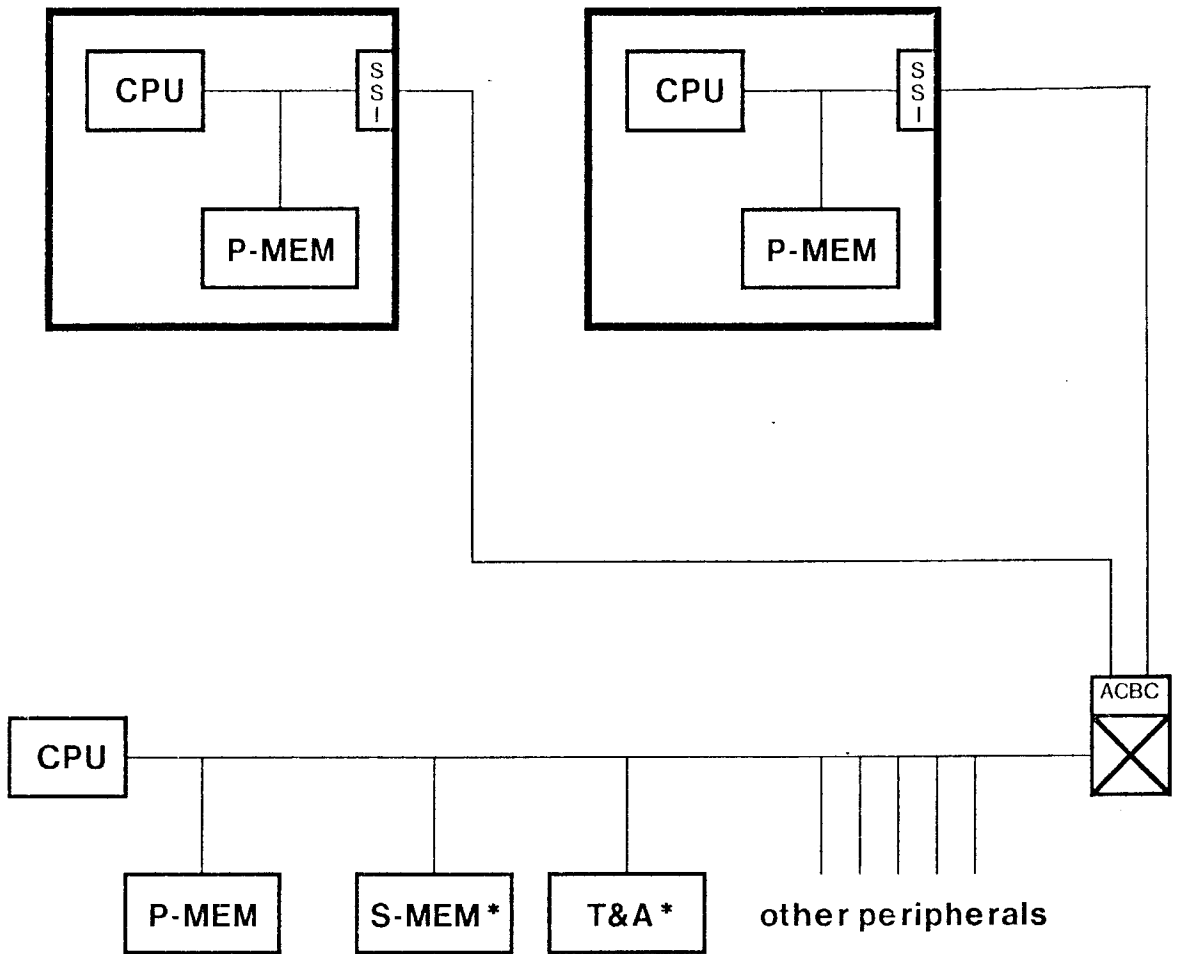 CPU
SSI
CPU
SSI
P-MEM
P-MEM
ACBC
CPU
P-MEM
S-MEM*
T&A*
other peripherals